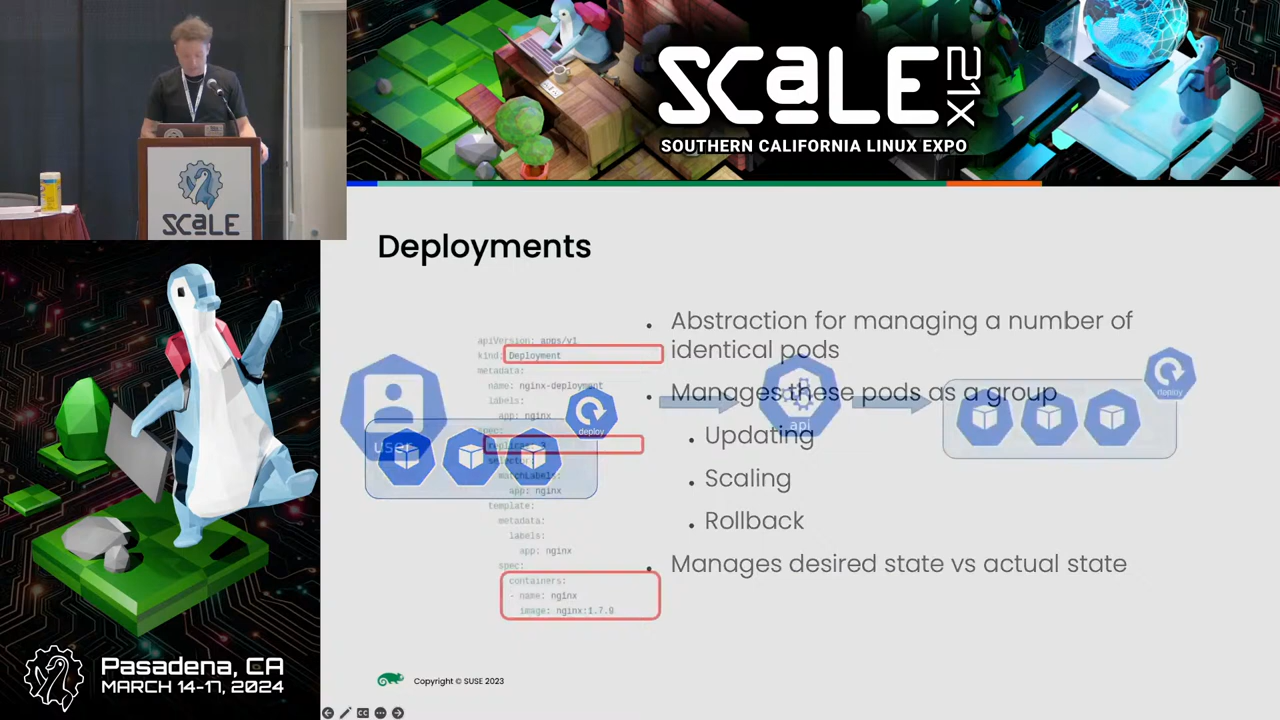 SCaLE 21X
SOUTHERN CALIFORNIA LINUX EXPO
SCaLE
Deployments
apiVersion: apps/v1
kind: Deployment
metadata:
name: nginx-deployment
labels:
app: nginx
spec:
replicas: 3
selector:
matchLabels:
app: nginx
template:
metadata:
labels:
app: nginx
spec:
containers:
- name: nginx
image: nginx:1.7.9
user
deploy
api
deploy
• Abstraction for managing a number of
identical pods
• Manages these pods as a group
• Updating
• Scaling
• Rollback
• Manages desired state vs actual state
Copyright © SUSE 2023
CC
Pasadena, CA
MARCH 14-17, 2024